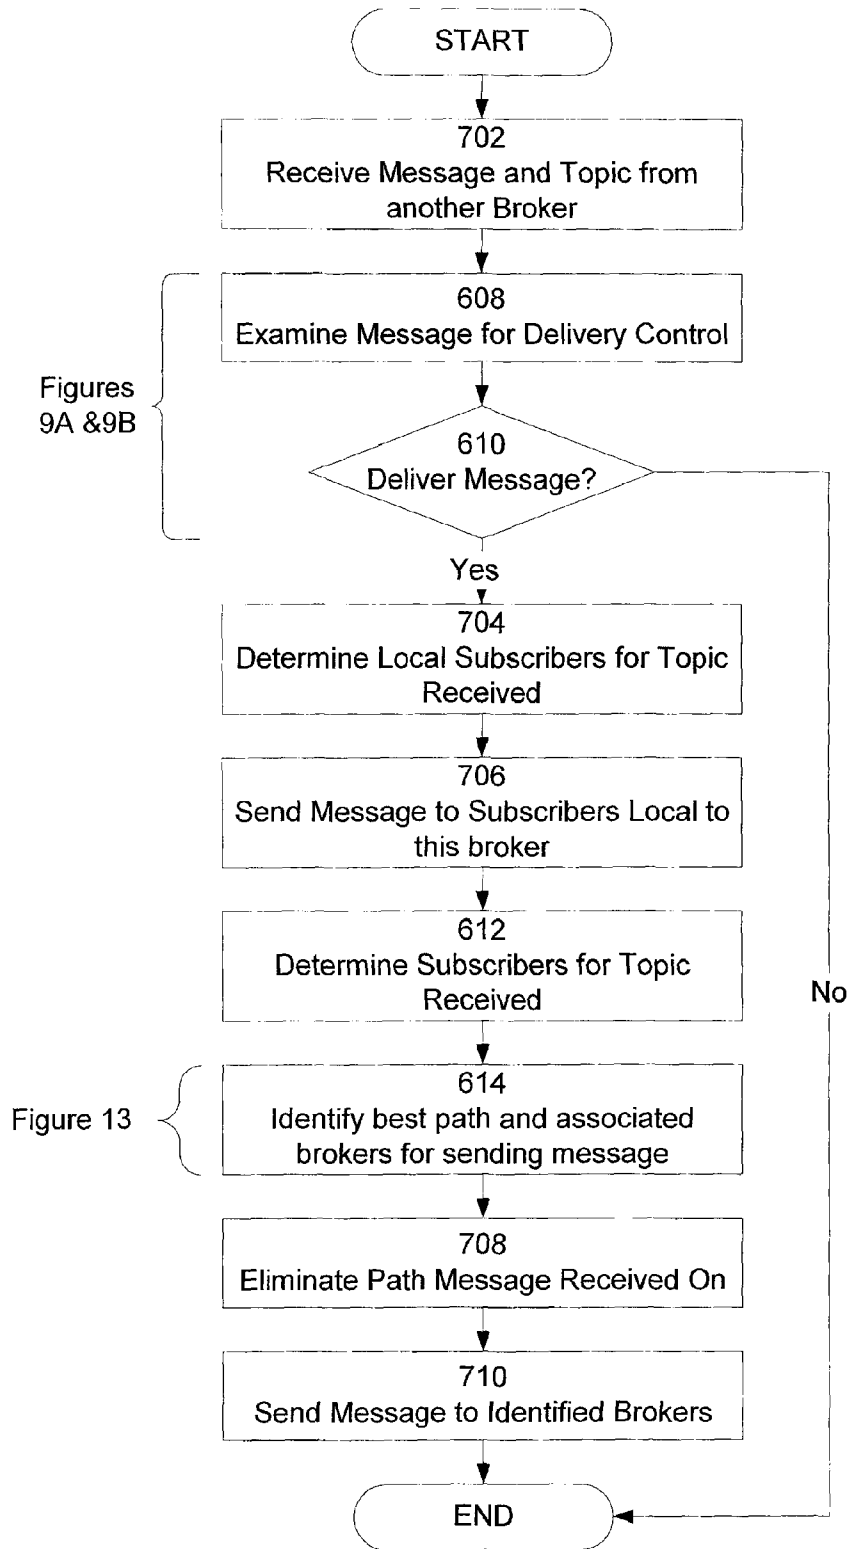 START
702
Receive Message and Topic from
another Broker
608
Examine Message for Delivery Control
Figures
9A &9B
610
Deliver Message?
Yes
704
Determine Local Subscribers for Topic
Received
706
Send Message to Subscribers Local to
this broker
612
Determine Subscribers for Topic
Received
No
614
Identify best path and associated
brokers for sending message
Figure 13
708
Eliminate Path Message Received On
710
Send Message to Identified Brokers
END